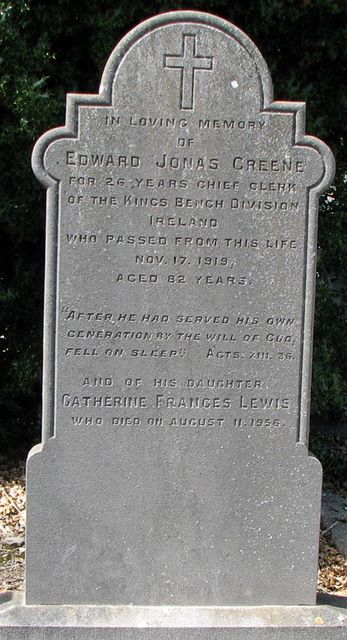 IN LOVING MEMORY
OF
EDWARD JONAS GREENE
FOR 26 YEARS CHIEF CLERK
OF THE KINGS BENCH DIVISION
IRELAND
WHO PASSED FROM THIS LIFE
NOV. 17. 1919,
AGED 82 YEARS.
"AFTER HE HAD SERVED HIS OWN
GENERATION BY THE WILL OF GOD,
FELL ON SLEEP" ACTS. XIII. 36.
AND OF HIS DAUGHTER,
CATHERINE FRANCES LEWIS
WHO DIED ON AUGUST 11. 1956.